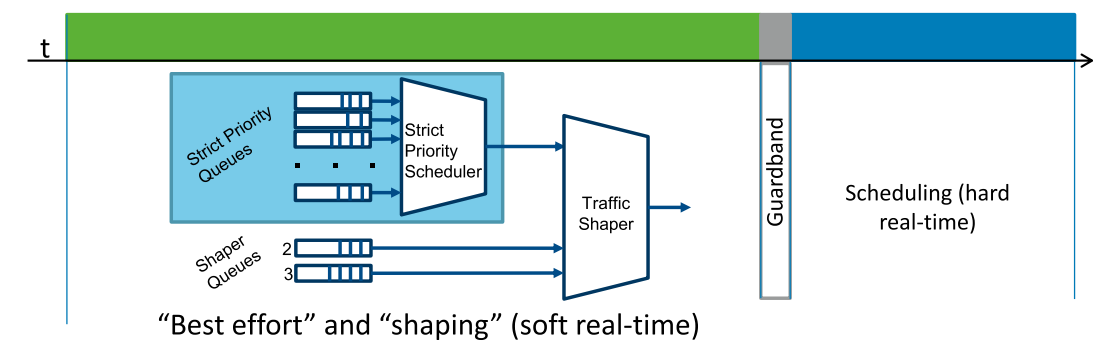 t
Strict Priority
Queues
Strict
Priority
Scheduler
Traffic
Shaper
Shaper
Queues
2
3
"Best effort" and "shaping" (soft real-time)
Guardband
Scheduling (hard
real-time)